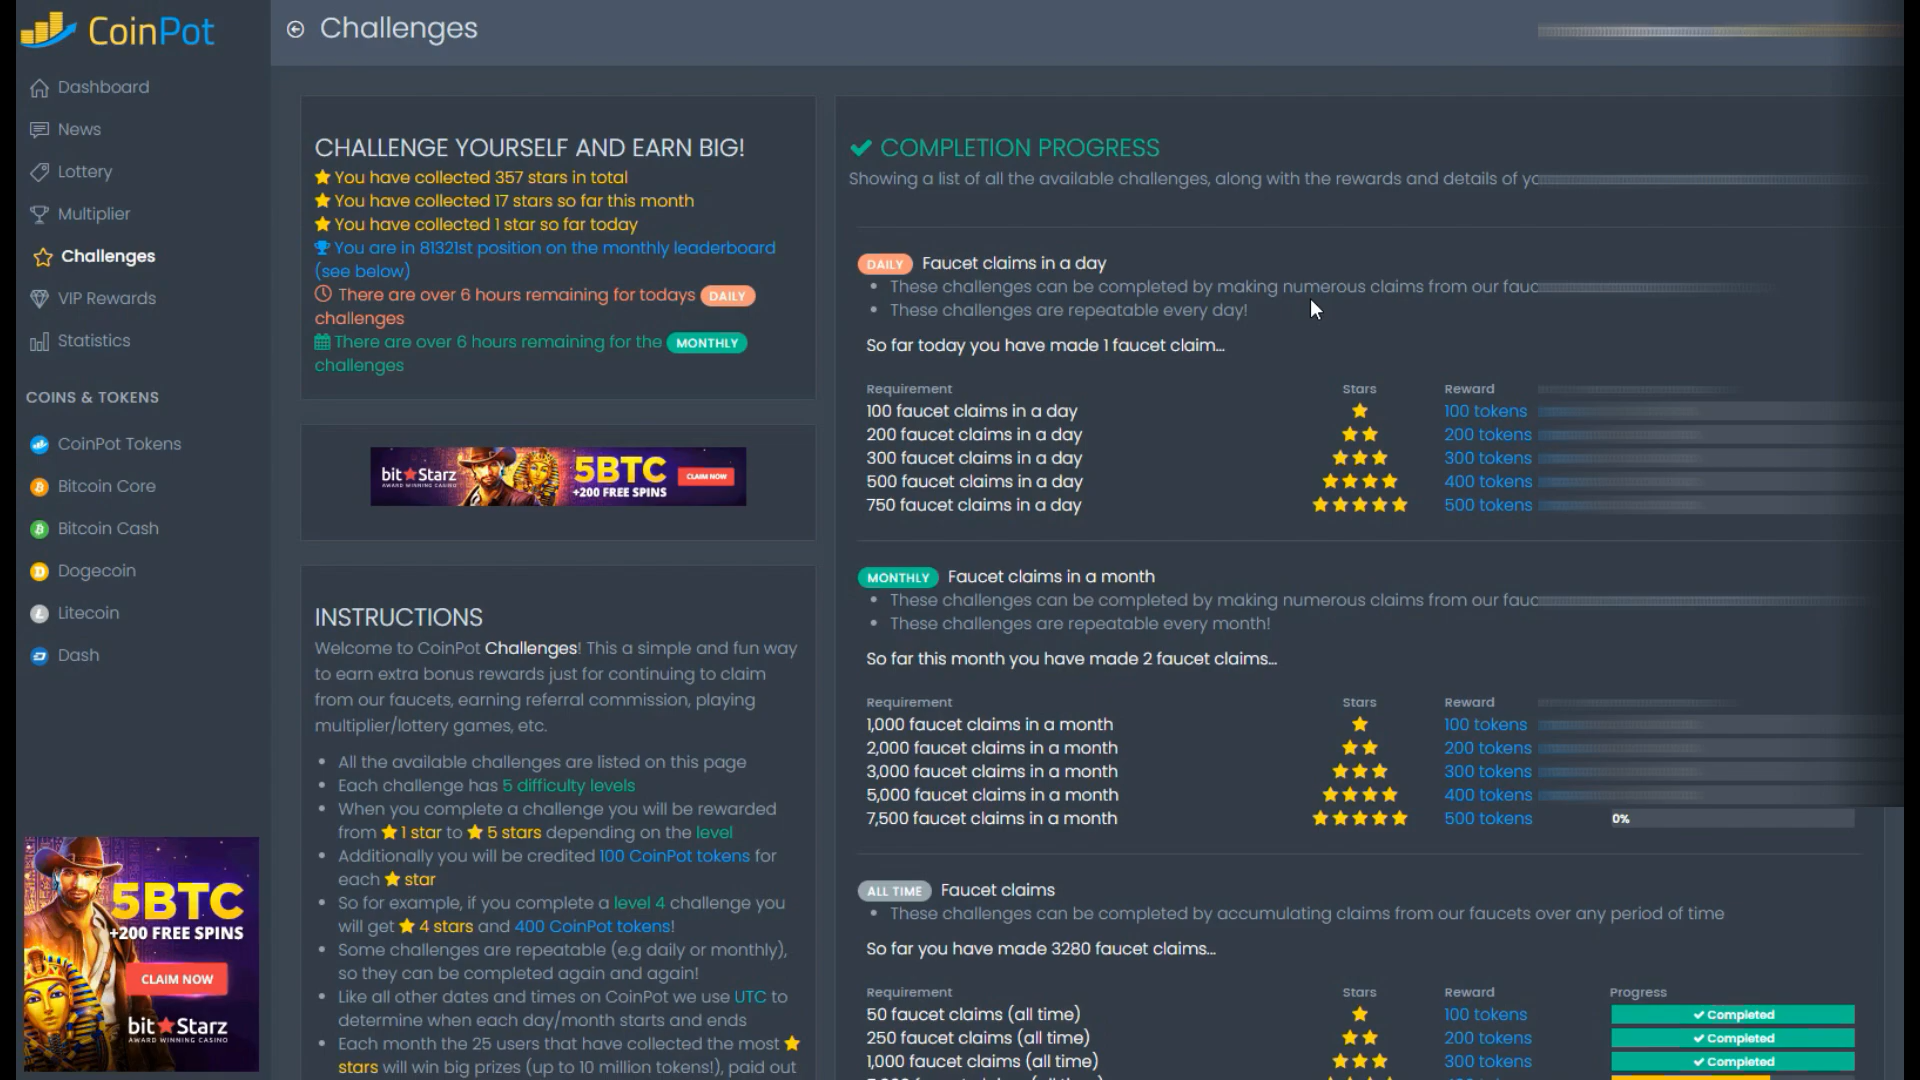 CoinPot
Challenges
Dashboard
News
Lottery
Multiplier
Challenges
VIP Rewards
Statistics
COINS & TOKENS
CoinPot Tokens
Bitcoin Core
Bitcoin Cash
Dogecoin
Litecoin
Dash
5BTC
+200 FREE SPINS
CLAIM NOW
bitStarz
AWARD WINNING CASINO
CHALLENGE YOURSELF AND EARN BIG!
You have collected 357 stars in total
You have collected 17 stars so far this month
You have collected 1 star so far today
You are in 81321st position on the monthly leaderboard
(see below)
There are over 6 hours remaining for todays DAILY
challenges
There are over 6 hours remaining for the MONTHLY
challenges
bitStarz
AWARD WINNING CASINO
5BTC
+200 FREE SPINS
CLAIM NOW
INSTRUCTIONS
Welcome to CoinPot Challenges! This a simple and fun way
to earn extra bonus rewards just for continuing to claim
from our faucets, earning referral commission, playing
multiplier/lottery games, etc.
All the available challenges are listed on this page
Each challenge has 5 difficulty levels
When you complete a challenge you will be rewarded
from 1 star to 5 stars depending on the level
Additionally you will be credited 100 CoinPot tokens for
each star
So for example, if you complete a level 4 challenge you
will get 4 stars and 400 CoinPot tokens!
Some challenges are repeatable (e.g daily or monthly),
so they can be completed again and again!
Like all other dates and times on CoinPot we use UTC to
determine when each day/month starts and ends
Each month the 25 users that have collected the most
stars will win big prizes (up to 10 million tokens!), paid out
COMPLETION PROGRESS
Showing a list of all the available challenges, along with the rewards and details of
DAILY Faucet claims in a day
These challenges can be completed by making numerous claims from our
These challenges are repeatable every day!
So far today you have made 1 faucet claim...
Requirement Stars Reward
100 faucet claims in a day 100 tokens
200 faucet claims in a day 200 tokens
300 faucet claims in a day 300 tokens
500 faucet claims in a day 400 tokens
750 faucet claims in a day 500 tokens
MONTHLY Faucet claims in a month
These challenges can be completed by making numerous claims from our
These challenges are repeatable every month!
So far this month you have made 2 faucet claims...
Requirement Stars Reward
1,000 faucet claims in a month 100 tokens
2,000 faucet claims in a month 200 tokens
3,000 faucet claims in a month 300 tokens
5,000 faucet claims in a month 400 tokens
7,500 faucet claims in a month 500 tokens 0%
ALL TIME Faucet claims
These challenges can be completed by accumulating claims from our faucets over any period of time
So far you have made 3280 faucet claims...
Requirement Stars Reward Progress
50 faucet claims (all time) 100 tokens Completed
250 faucet claims (all time) 200 tokens Completed
1,000 faucet claims (all time) 300 tokens Completed